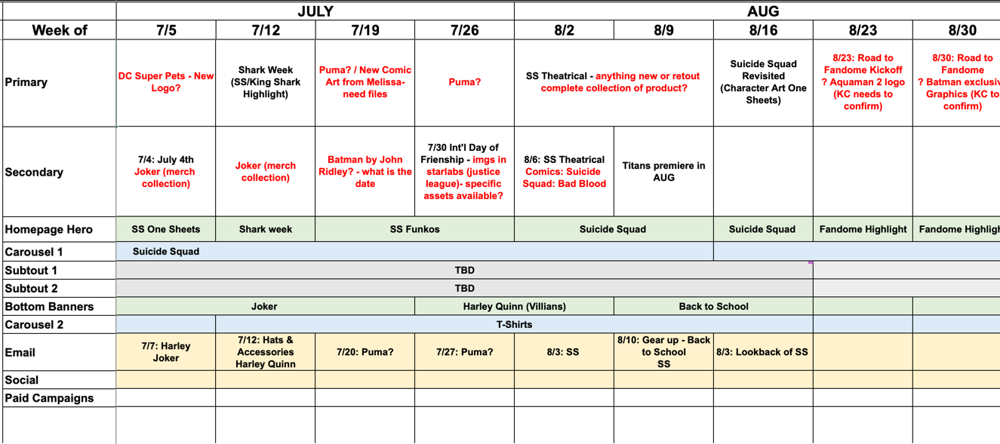 JULY AUG
Week of 7/5 7/12 7/19 7/26 8/2 8/9 8/16 8/23 8/30
Primary
DC Super Pets - New
Logo?
Shark Week
(SS/King Shark
Highlight)
Puma? / New Comic
Art from Melissa-
need files
Puma?
SS Theatrical - anything new or retout
complete collection of product?
Suicide Squad
Revisited
(Character Art One
Sheets)
8/23: Road to
Fandome Kickoff
? Aquaman 2 logo
(KC needs to
confirm)
8/30: Road to
Fandome
? Batman exclusiv
Graphics (KC to
confirm)
Secondary
7/4: July 4th
Joker (merch
collection)
Joker (merch
collection)
Batman by John
Ridley? - what is the
date
7/30 Int'l Day of
Frienship - imgs in
starlabs (justice
league)- specific
assets available?
8/6: SS Theatrical
Comics: Suicide
Squad: Bad Blood
Titans premiere in
AUG
Homepage Hero SS One Sheets Shark week SS Funkos Suicide Squad Suicide Squad Fandome Highlight Fandome Highligh
Carousel 1 Suicide Squad
Subtout 1 TBD
Subtout 2 TBD
Bottom Banners Joker Harley Quinn (Villians) Back to School
Carousel 2 T-Shirts
Email
7/7: Harley
Joker
7/12: Hats &
Accessories
Harley Quinn
7/20: Puma?
7/27: Puma?
8/3: SS
8/10: Gear up - Back
to School
SS
8/3: Lookback of SS
Social
Paid Campaigns